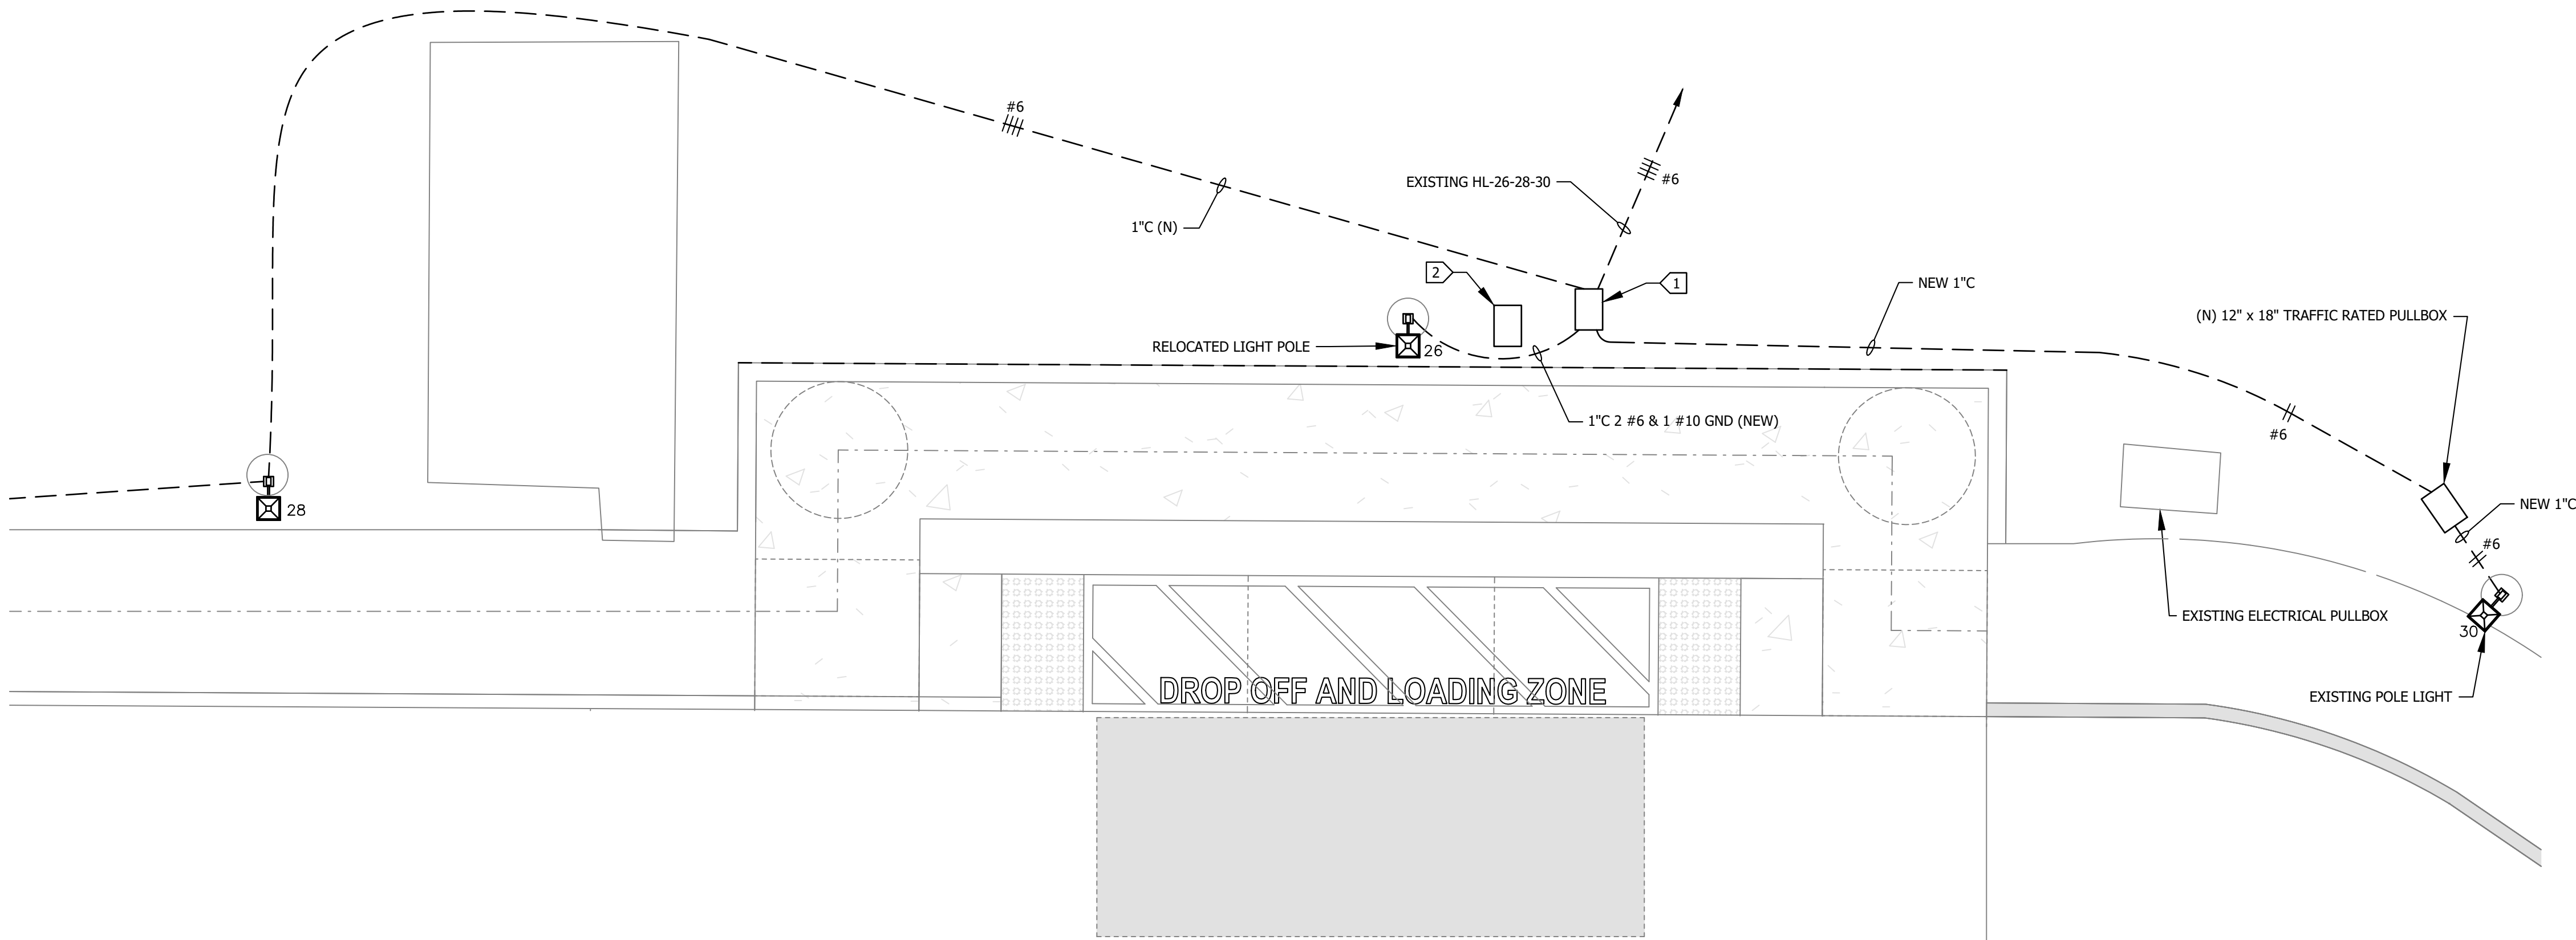 #6
EXISTING HL-26-28-30
#6
1"C (N)
2
1
NEW 1"C
(N) 12" x 18" TRAFFIC RATED PULLBOX
RELOCATED LIGHT POLE
26
1"C 2 #6 & 1 #10 GND (NEW)
#6
28
NEW 1"C
#6
EXISTING ELECTRICAL PULLBOX
30
DROP OFF AND LOADING ZONE
EXISTING POLE LIGHT